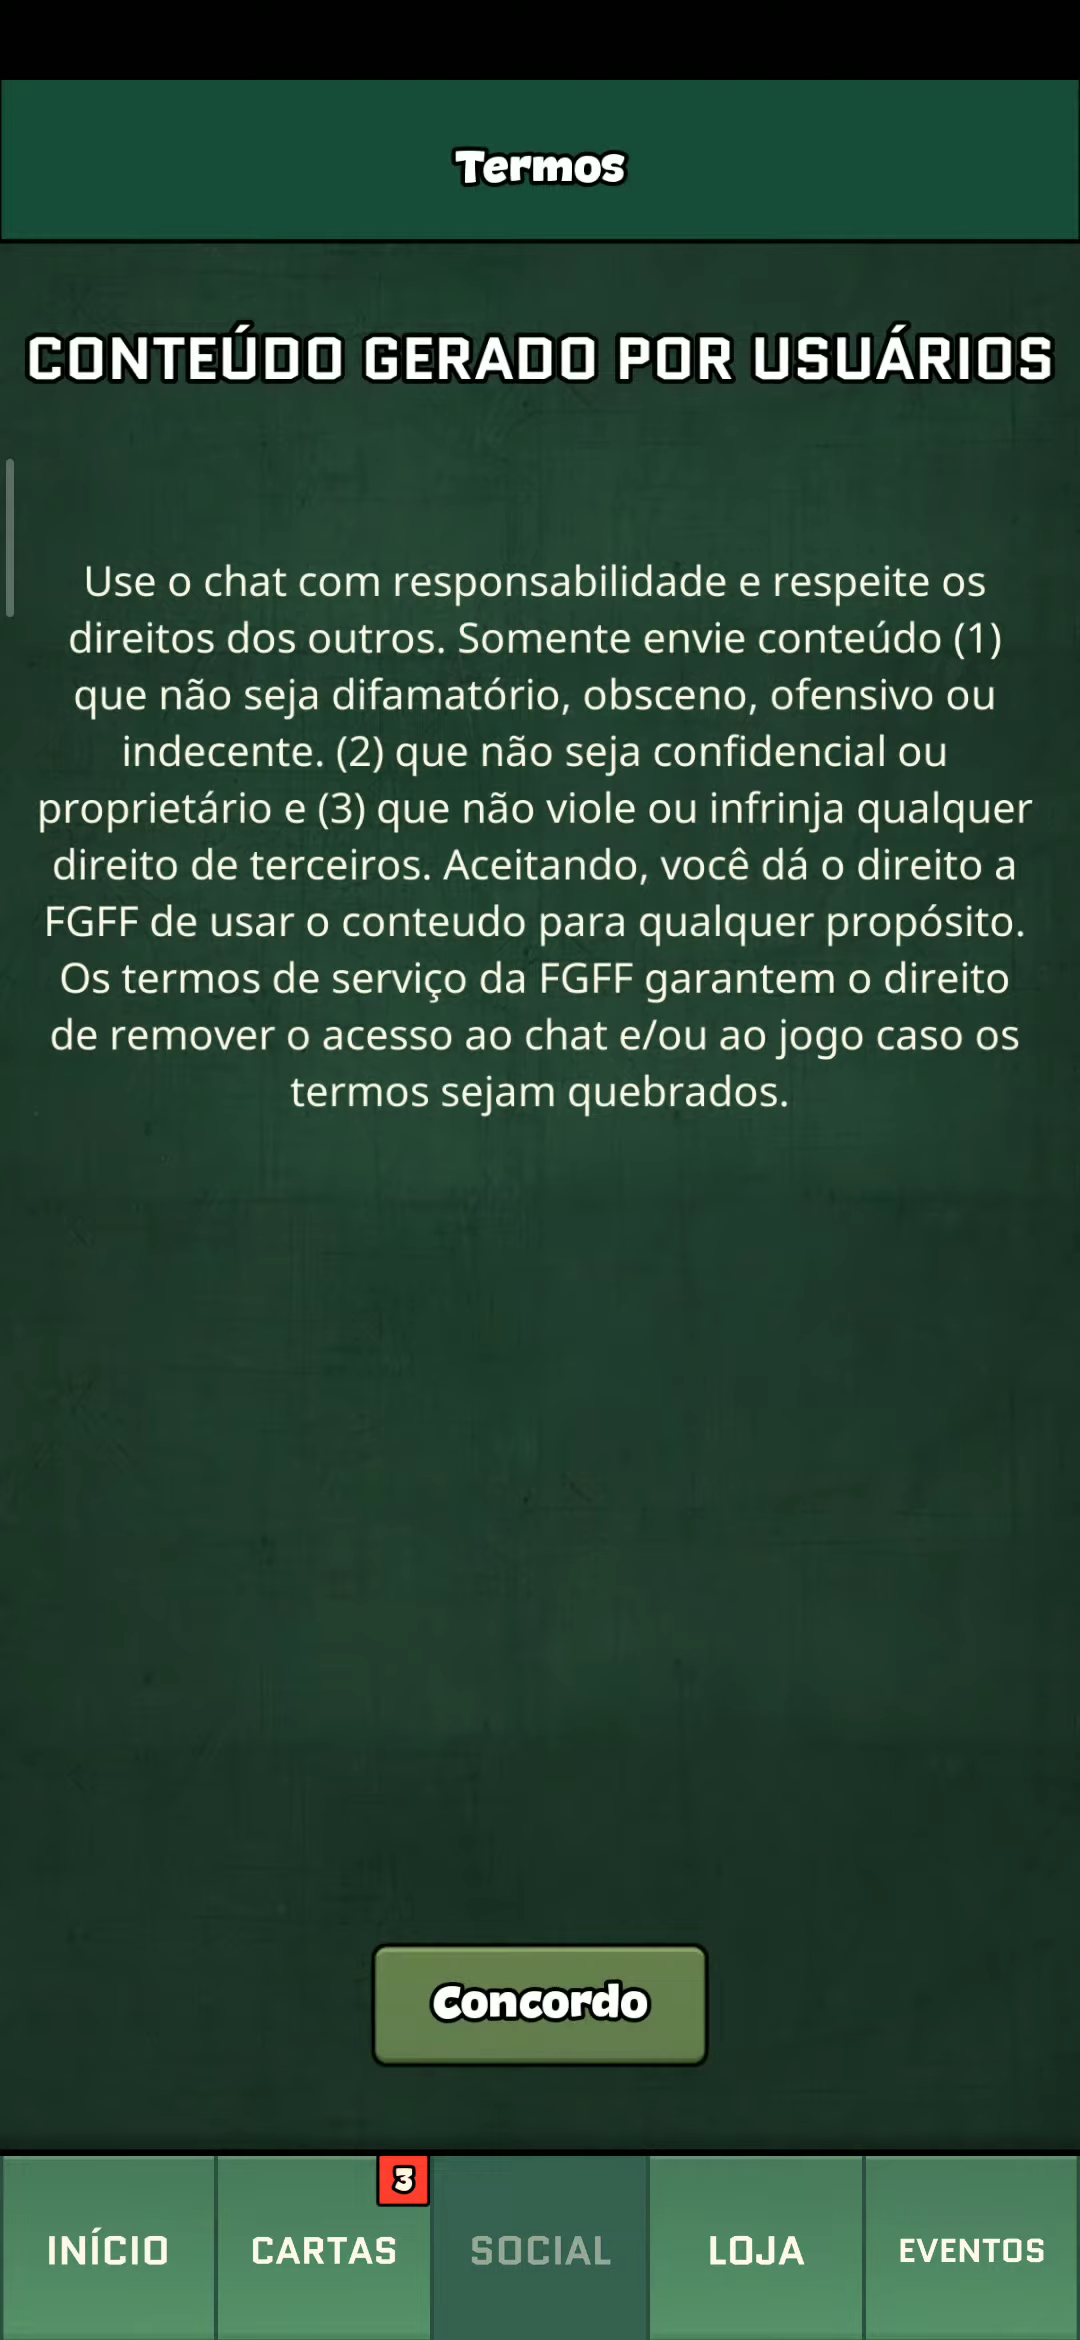 Termos
CONTEÚDO GERADO POR USUÁRIOS
Use o chat com responsabilidade e respeite os
direitos dos outros. Somente envie conteúdo (1)
que não seja difamatório, obsceno, ofensivo ou
indecente. (2) que não seja confidencial ou
proprietário e (3) que não viole ou infrinja qualquer
direito de terceiros. Aceitando, você dá o direito a
FGFF de usar o conteudo para qualquer propósito.
Os termos de serviço da FGFF garantem o direito
de remover o acesso ao chat e/ou ao jogo caso os
termos sejam quebrados.
Concordo
3
INÍCIO CARTAS SOCIAL LOJA EVENTOS